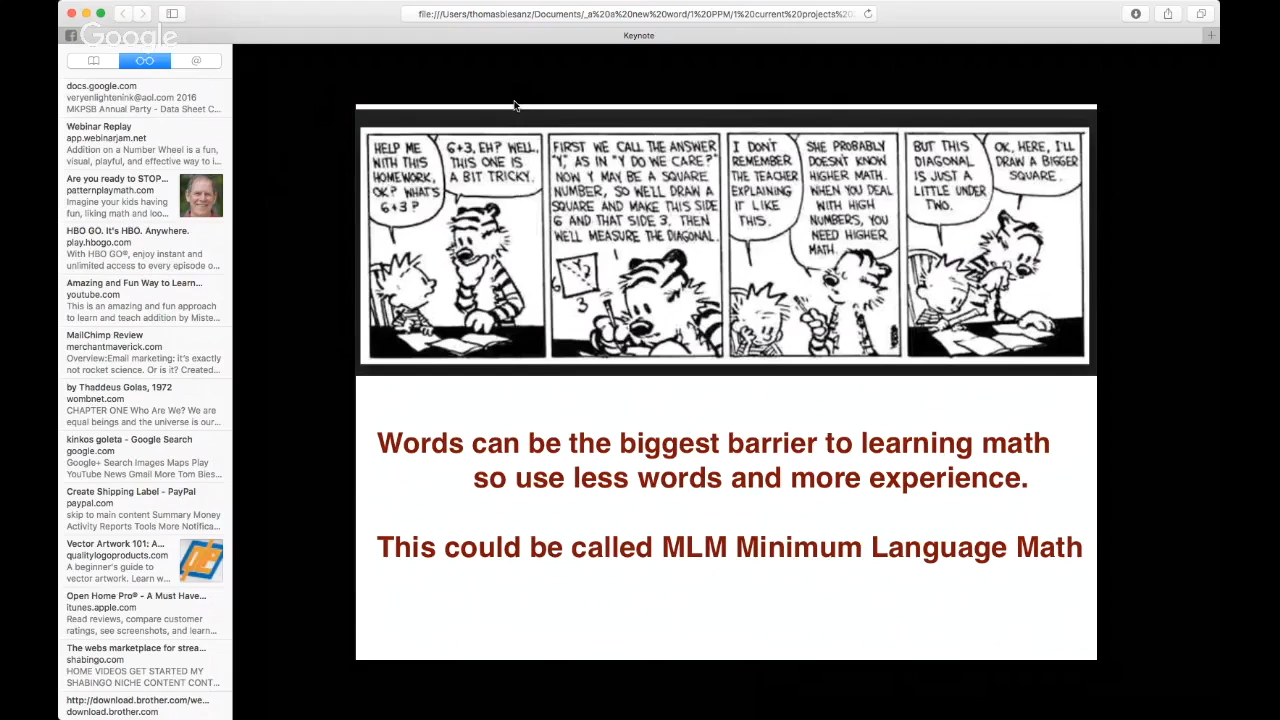 file:///Users/thomasbiesanz/Documents/_a%20a%20new%20word/1%20PPM/1%20current%20projects%20...
Google
Keynote
docs.google.com
veryenlightenink@aol.com 2016
MKPSB Annual Party - Data Sheet C...
Webinar Replay
app.webinarjam.net
Addition on a Number Wheel is a fun,
visual, playful, and effective way to i...
Are you ready to STOP...
patternplaymath.com
Imagine your kids having
fun, liking math and loo...
HBO GO. It's HBO. Anywhere.
play.hbogo.com
With HBO GO®, enjoy instant and
unlimited access to every episode o...
Amazing and Fun Way to Learn...
youtube.com
This is an amazing and fun approach
to learn and teach addition by Miste...
MailChimp Review
merchantmaverick.com
Overview:Email marketing: it's exactly
not rocket science. Or is it? Created...
by Thaddeus Golas, 1972
wombnet.com
CHAPTER ONE Who Are We? We are
equal beings and the universe is our...
kinkos goleta - Google Search
google.com
Google+ Search Images Maps Play
YouTube News Gmail More Tom Bies...
Create Shipping Label - PayPal
paypal.com
skip to main content Summary Money
Activity Reports Tools More Notifica...
Vector Artwork 101: A...
qualitylogoproducts.com
A beginner's guide to
vector artwork. Learn w...
Open Home Pro® - A Must Have...
itunes.apple.com
Read reviews, compare customer
ratings, see screenshots, and learn...
The webs marketplace for strea...
shabingo.com
HOME VIDEOS GET STARTED MY
SHABINGO NICHE CONTENT CONT...
http://download.brother.com/we...
download.brother.com
HELP ME
WITH THIS
HOMEWORK,
OK? WHAT'S
6+3?
6+3, EH? WELL,
THIS ONE IS
A BIT TRICKY.
FIRST WE CALL THE ANSWER
"Y," AS IN "Y DO WE CARE?"
NOW Y MAY BE A SQUARE
NUMBER, SO WE'LL DRAW A
SQUARE AND MAKE THIS SIDE
6 AND THAT SIDE 3. THEN
WE'LL MEASURE THE DIAGONAL.
6
3
I DON'T
REMEMBER
THE TEACHER
EXPLAINING
IT LIKE
THIS.
SHE PROBABLY
DOESN'T KNOW
HIGHER MATH.
WHEN YOU DEAL
WITH HIGH
NUMBERS, YOU
NEED HIGHER
MATH.
BUT THIS
DIAGONAL
IS JUST A
LITTLE UNDER
TWO.
OK, HERE, I'LL
DRAW A BIGGER
SQUARE.
Words can be the biggest barrier to learning math
so use less words and more experience.
This could be called MLM Minimum Language Math